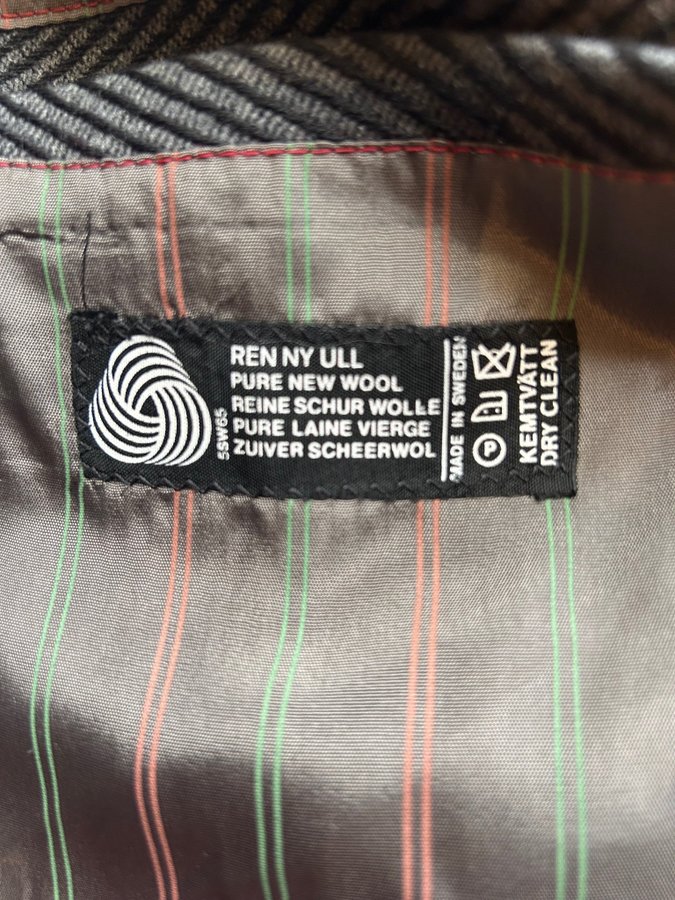 REN NY ULL
PURE NEW WOOL
REINE SCHUR WOLLE
PURE LAINE VIERGE
ZUIVER SCHEERWOL
5SW65
MADE IN SWEDEN
P
KEMTVÄTT
DRY CLEAN